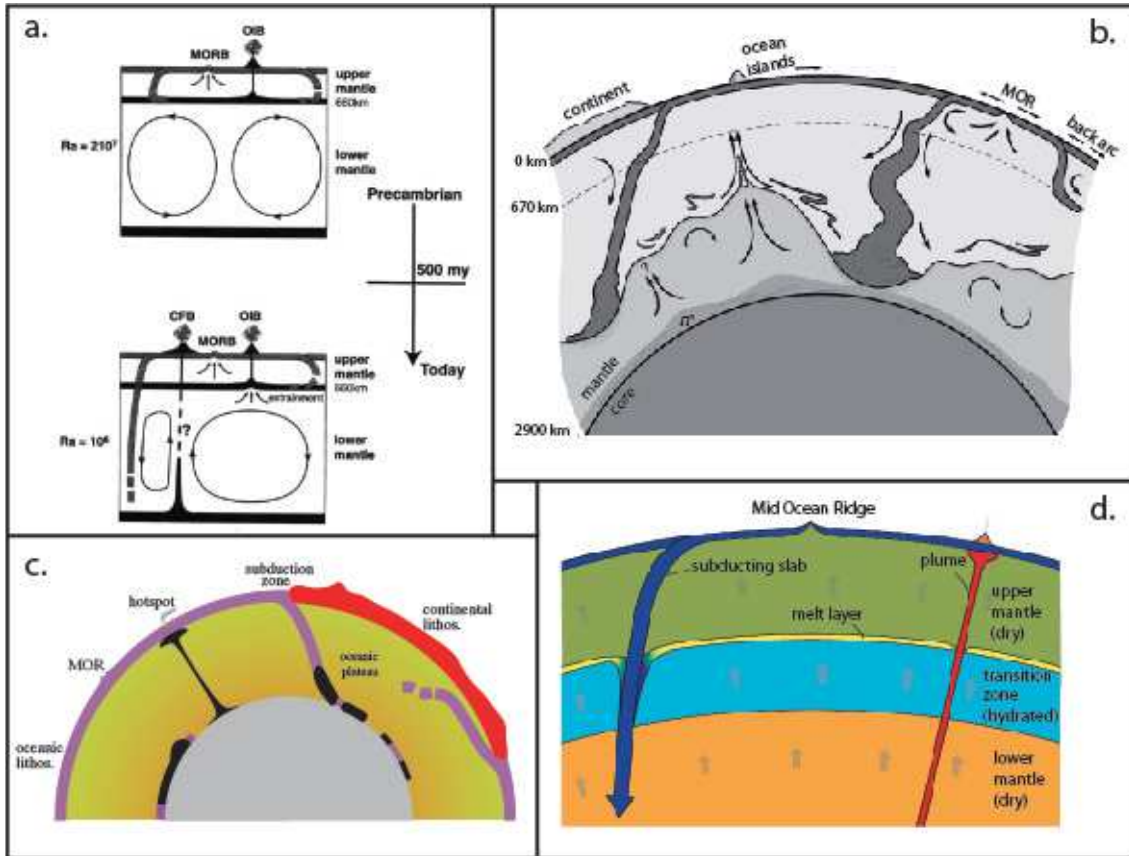 a.
OIB
MORB
upper
mantle
660km
Ra = 210⁷
lower
mantle
Precambrian
500 my
Today
CFB
OIB
MORB
upper
mantle
660km
entrainment
?
Ra = 10⁶
lower
mantle
b.
ocean
islands
continent
MOR
back arc
0 km
670 km
D"
mantle
core
2900 km
c.
subduction
zone
hotspot
continental
lithos.
MOR
oceanic
plateau
oceanic
lithos.
d.
Mid Ocean Ridge
subducting slab
plume
upper
mantle
(dry)
melt layer
transition
zone
(hydrated)
lower
mantle
(dry)